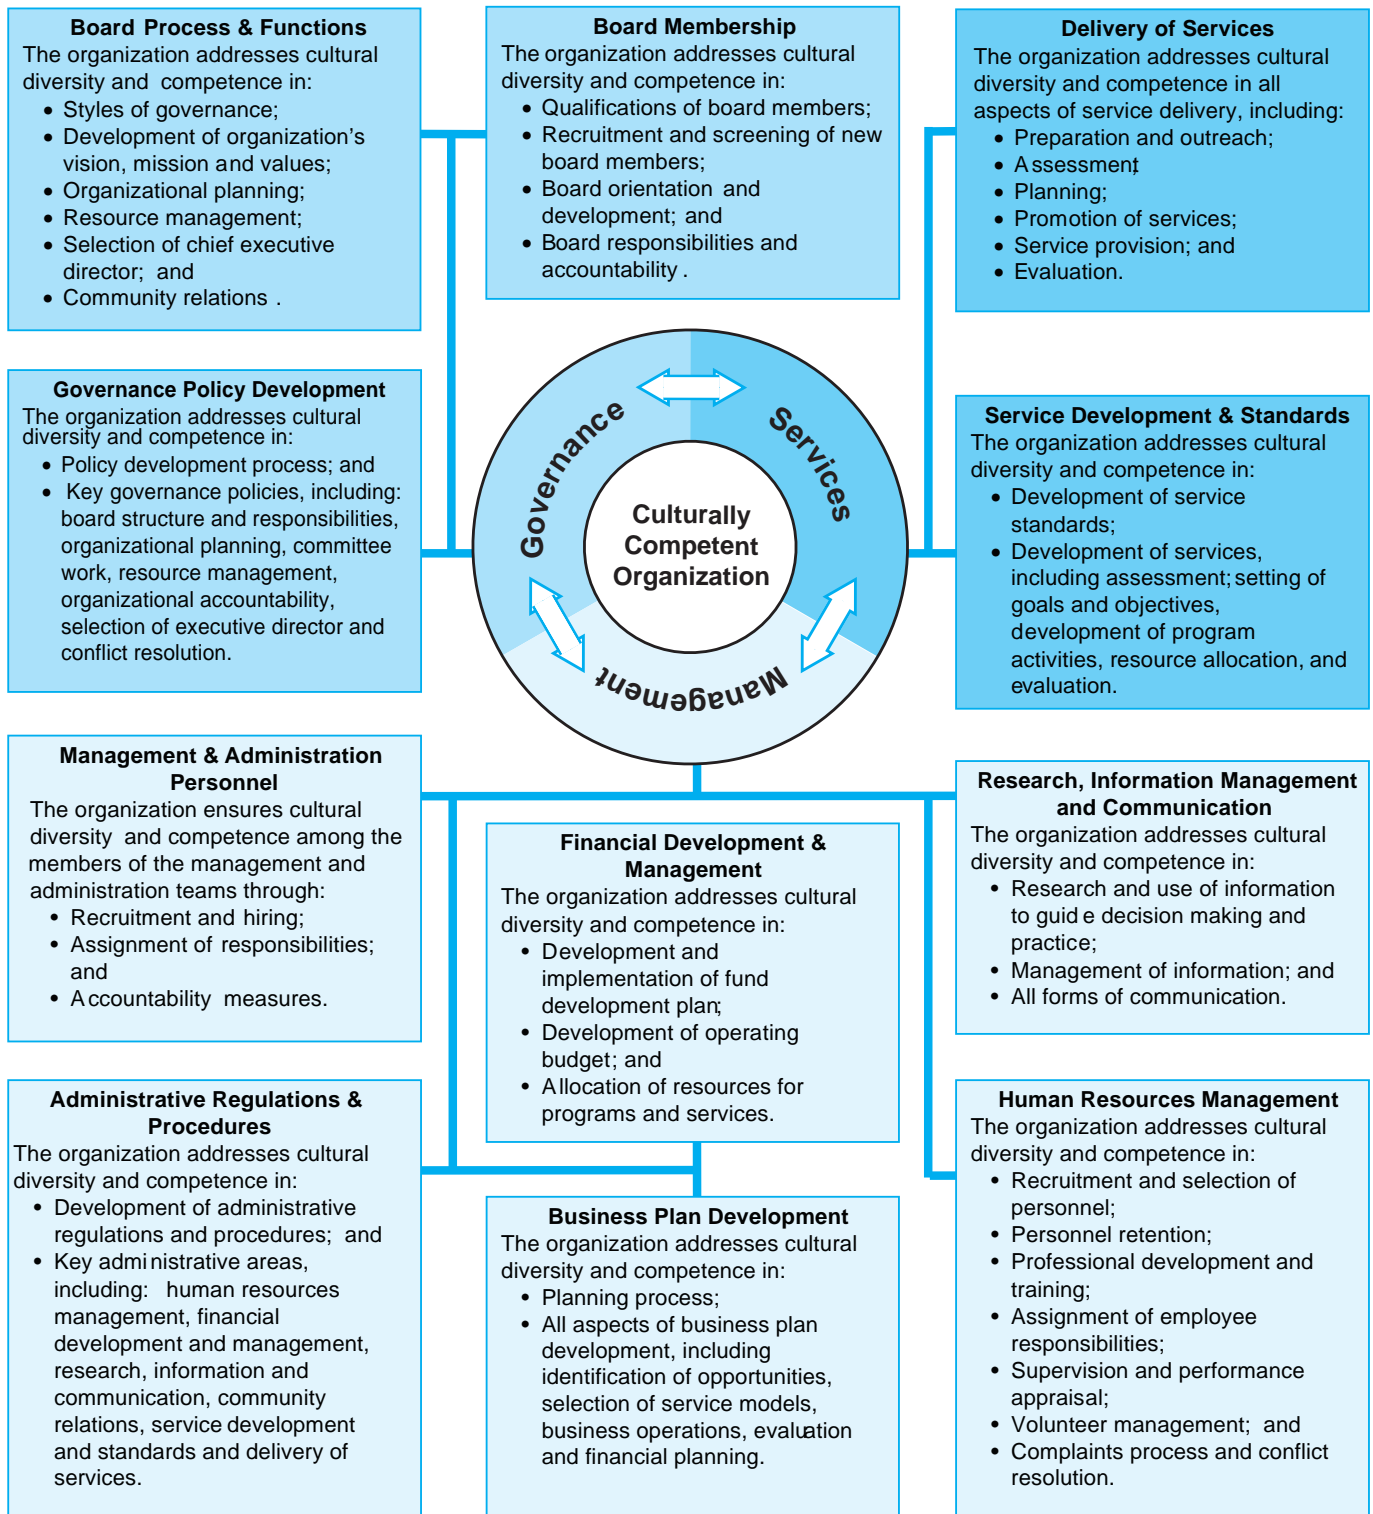 Board Process & Functions
The organization addresses cultural
diversity and competence in:
• Styles of governance;
• Development of organization's
vision, mission and values;
• Organizational planning;
• Resource management;
• Selection of chief executive
director; and
• Community relations .
Board Membership
The organization addresses cultural
diversity and competence in:
• Qualifications of board members;
• Recruitment and screening of new
board members;
• Board orientation and
development; and
• Board responsibilities and
accountability .
Delivery of Services
The organization addresses cultural
diversity and competence in all
aspects of service delivery, including:
• Preparation and outreach;
• Assessment;
• Planning;
• Promotion of services;
• Service provision; and
• Evaluation.
Governance Policy Development
The organization addresses cultural
diversity and competence in:
• Policy development process; and
• Key governance policies, including:
board structure and responsibilities,
organizational planning, committee
work, resource management,
organizational accountability,
selection of executive director and
conflict resolution.
Governance
Services
Management
Culturally
Competent
Organization
Service Development & Standards
The organization addresses cultural
diversity and competence in:
• Development of service
standards;
• Development of services,
including assessment; setting of
goals and objectives,
development of program
activities, resource allocation, and
evaluation.
Management & Administration
Personnel
The organization ensures cultural
diversity and competence among the
members of the management and
administration teams through:
• Recruitment and hiring;
• Assignment of responsibilities;
and
• Accountability measures.
Financial Development &
Management
The organization addresses cultural
diversity and competence in:
• Development and
implementation of fund
development plan;
• Development of operating
budget; and
• Allocation of resources for
programs and services.
Research, Information Management
and Communication
The organization addresses cultural
diversity and competence in:
• Research and use of information
to guide decision making and
practice;
• Management of information; and
• All forms of communication.
Administrative Regulations &
Procedures
The organization addresses cultural
diversity and competence in:
• Development of administrative
regulations and procedures; and
• Key administrative areas,
including: human resources
management, financial
development and management,
research, information and
communication, community
relations, service development
and standards and delivery of
services.
Business Plan Development
The organization addresses cultural
diversity and competence in:
• Planning process;
• All aspects of business plan
development, including
identification of opportunities,
selection of service models,
business operations, evaluation
and financial planning.
Human Resources Management
The organization addresses cultural
diversity and competence in:
• Recruitment and selection of
personnel;
• Personnel retention;
• Professional development and
training;
• Assignment of employee
responsibilities;
• Supervision and performance
appraisal;
• Volunteer management; and
• Complaints process and conflict
resolution.